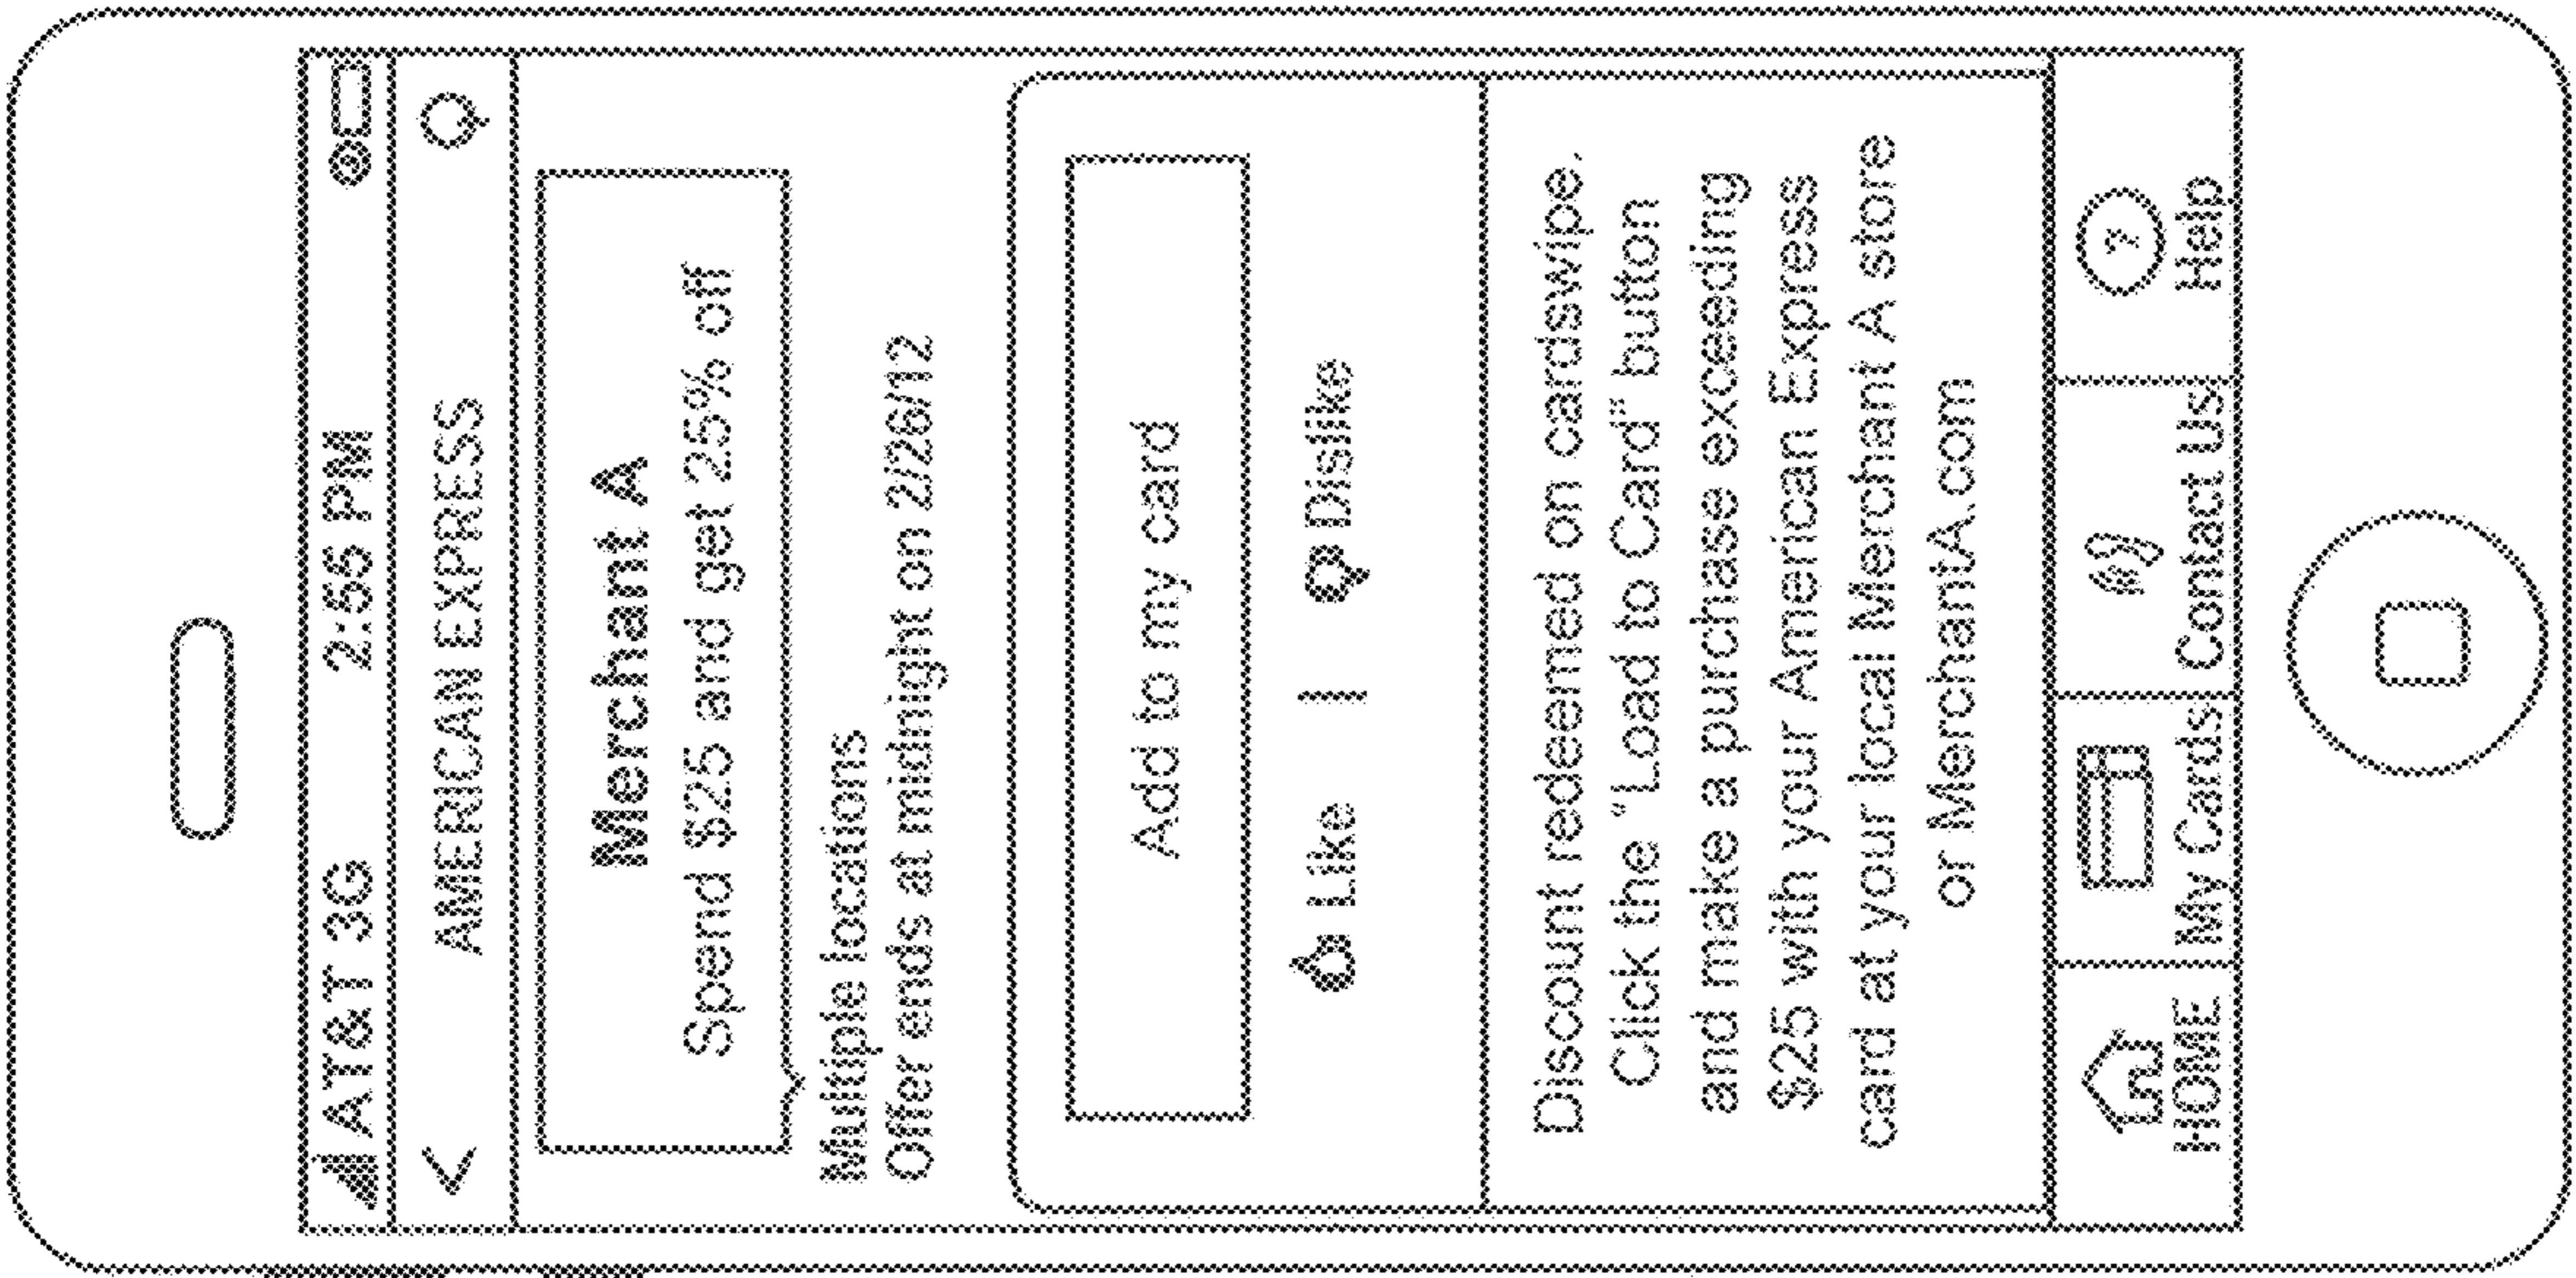 AT&T 3G 2:55 PM
AMERICAN EXPRESS
Merchant A
Spend $25 and get 25% off
Multiple locations
Offer ends at midnight on 2/26/12
Add to my card
Like | Dislike
Discount redeemed on cardswipe.
Click the "Load to Card" button
and make a purchase exceeding
$25 with your American Express
card at your local Merchant A store
or MerchantA.com
HOME My Cards Contact Us Help